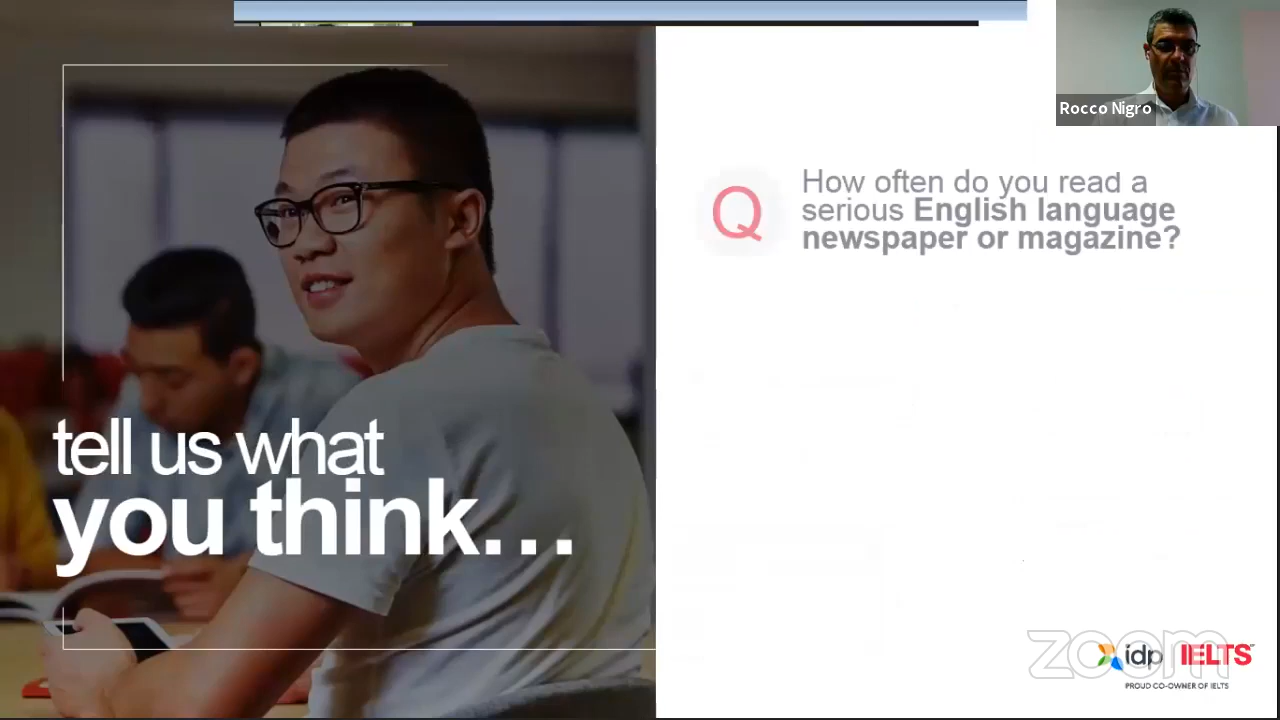 Rocco Nigro
Q
How often do you read a
serious English language
newspaper or magazine?
tell us what
you think...
zoom
idp IELTS™
PROUD CO-OWNER OF IELTS